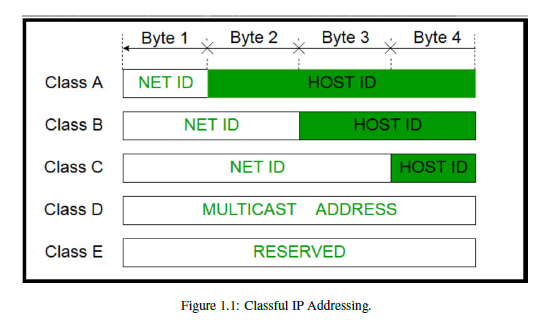 Byte 1 Byte 2 Byte 3 Byte 4
Class A NET ID HOST ID
Class B NET ID HOST ID
Class C NET ID HOST ID
Class D MULTICAST ADDRESS
Class E RESERVED
Figure 1.1: Classful IP Addressing.